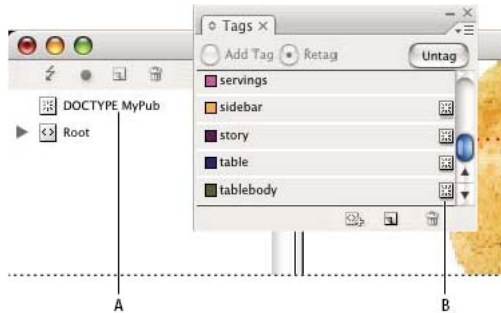 Tags ×
Add Tag Retag Untag
servings
sidebar
story
table
tablebody
DOCTYPE MyPub
Root
A B